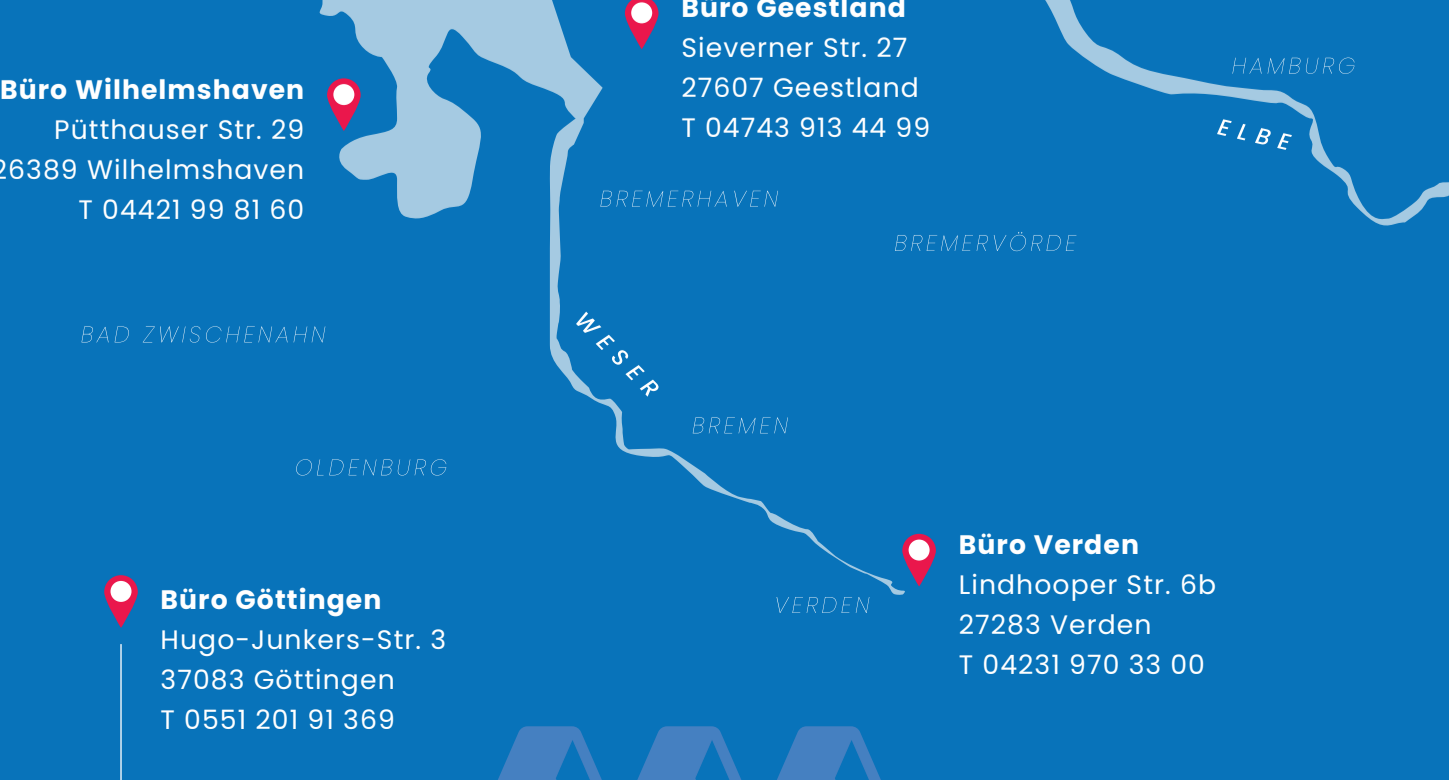 Büro Geestland
Sieverner Str. 27
27607 Geestland
T 04743 913 44 99
Büro Wilhelmshaven
Pütthauser Str. 29
26389 Wilhelmshaven
T 04421 99 81 60
HAMBURG
ELBE
BREMERHAVEN
BREMERVÖRDE
BAD ZWISCHENAHN
WESER
BREMEN
OLDENBURG
Büro Verden
Lindhooper Str. 6b
27283 Verden
T 04231 970 33 00
VERDEN
Büro Göttingen
Hugo-Junkers-Str. 3
37083 Göttingen
T 0551 201 91 369